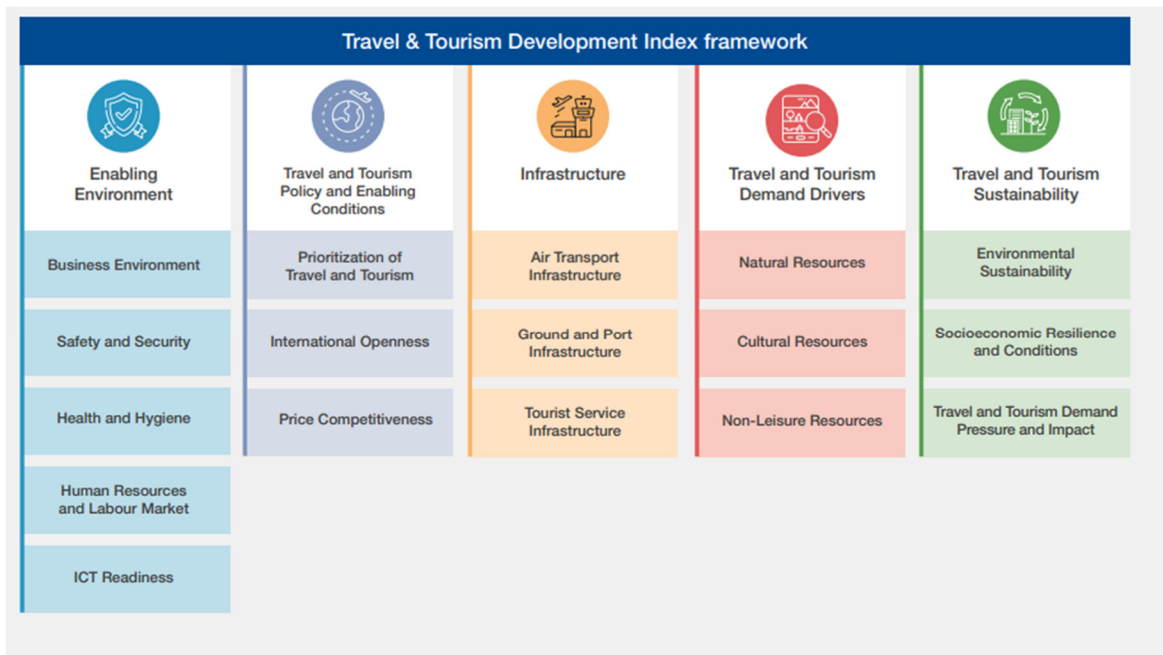 Travel & Tourism Development Index framework
Enabling
Environment
Business Environment
Safety and Security
Health and Hygiene
Human Resources
and Labour Market
ICT Readiness
Travel and Tourism
Policy and Enabling
Conditions
Prioritization of
Travel and Tourism
International Openness
Price Competitiveness
Infrastructure
Air Transport
Infrastructure
Ground and Port
Infrastructure
Tourist Service
Infrastructure
Travel and Tourism
Demand Drivers
Natural Resources
Cultural Resources
Non-Leisure Resources
Travel and Tourism
Sustainability
Environmental
Sustainability
Socioeconomic Resilience
and Conditions
Travel and Tourism Demand
Pressure and Impact